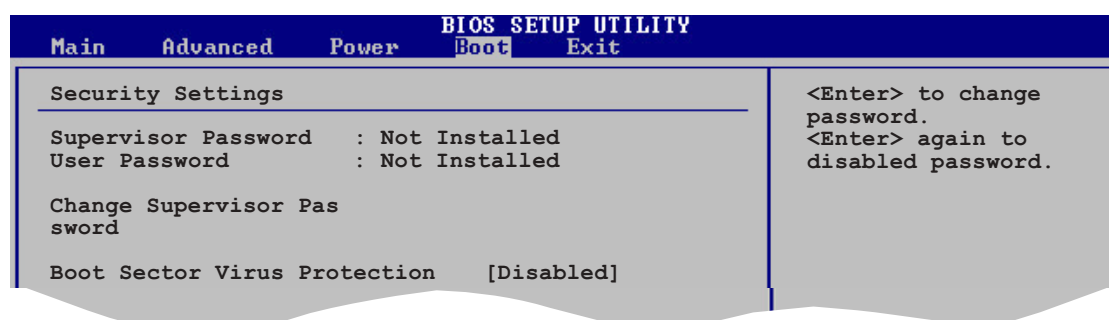 BIOS SETUP UTILITY
Main Advanced Power Boot Exit
Security Settings
Supervisor Password : Not Installed
User Password : Not Installed
Change Supervisor Pas
sword
Boot Sector Virus Protection [Disabled]
<Enter> to change
password.
<Enter> again to
disabled password.